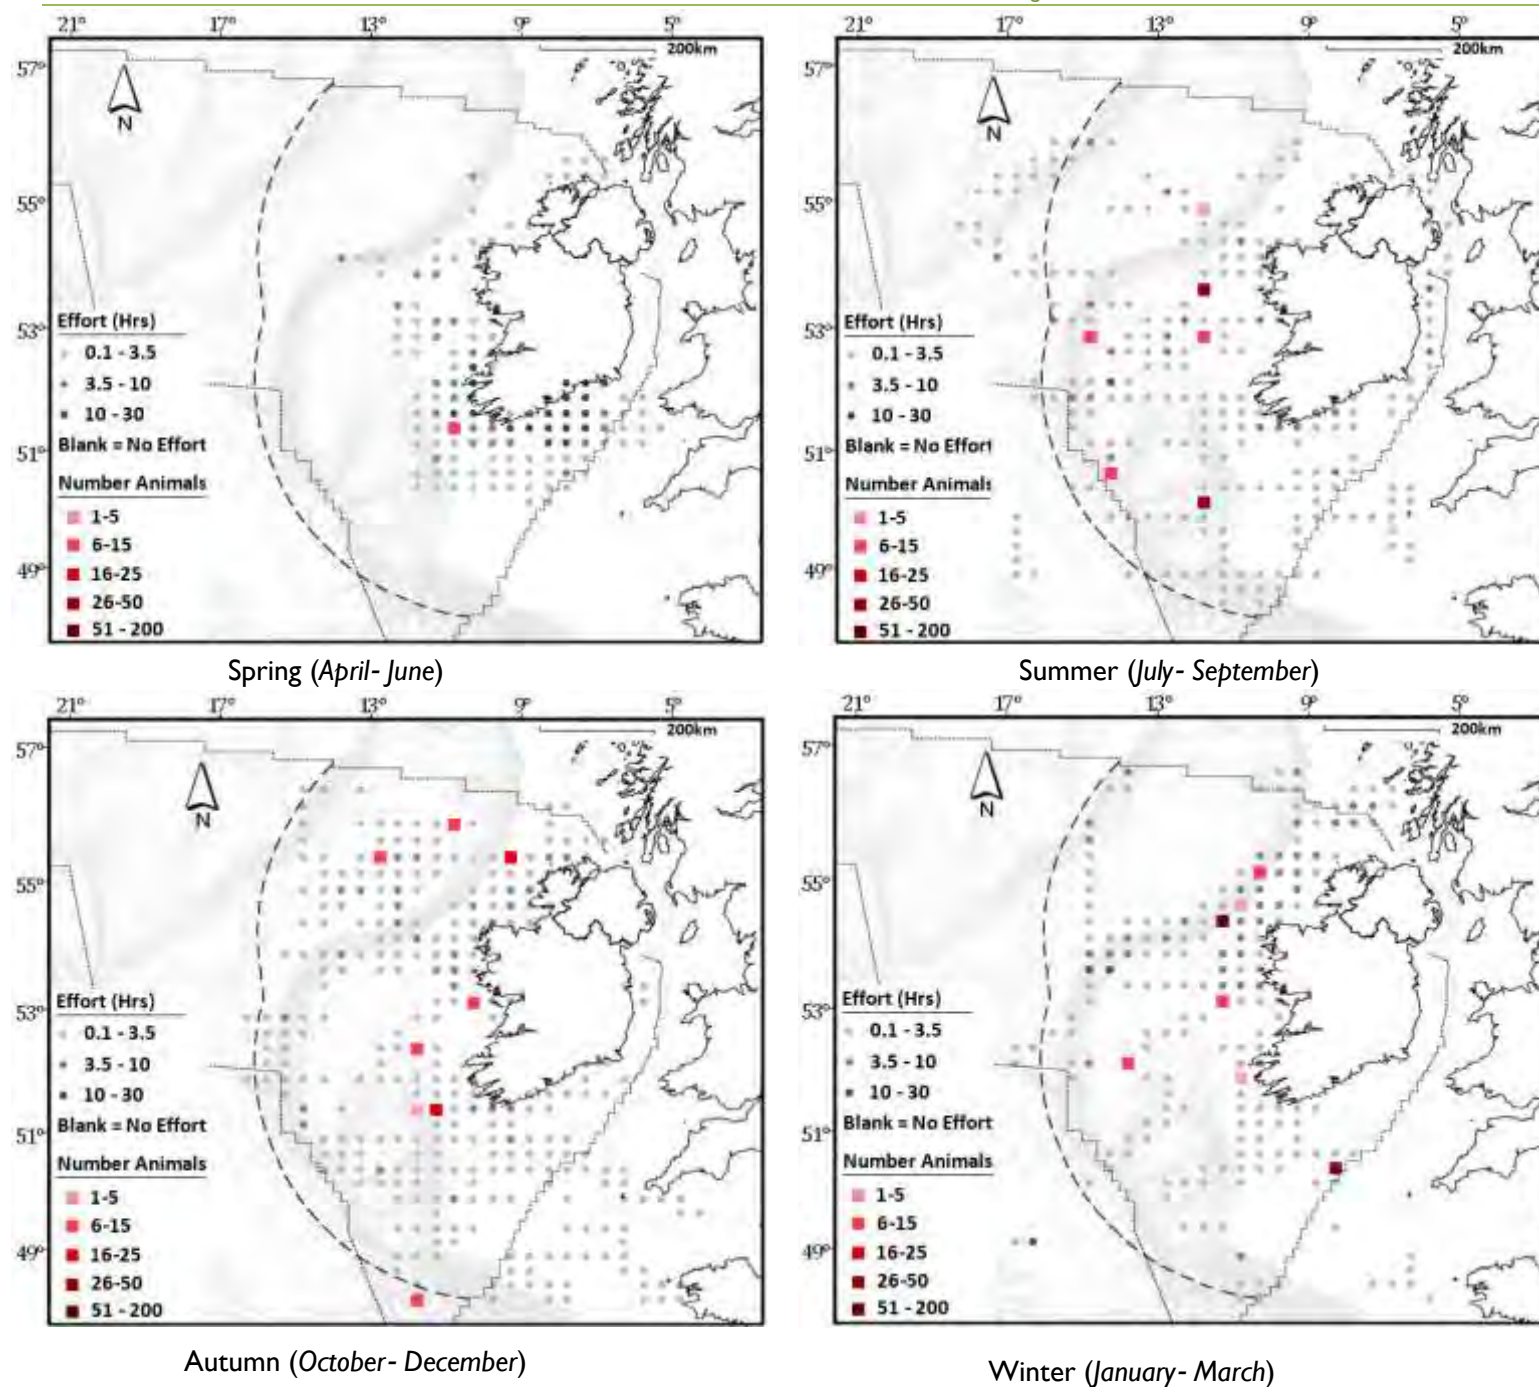 21° 17° 13° 9° 5°
200km
57°
N
55°
53°
Effort (Hrs)
0.1 - 3.5
3.5 - 10
10 - 30
Blank = No Effort
51°
Number Animals
1-5
6-15
16-25
49°
26-50
51 - 200
Spring (April- June)
21° 17° 13° 9° 5°
200km
57°
N
55°
53°
Effort (Hrs)
0.1 - 3.5
3.5 - 10
10 - 30
Blank = No Effort
51°
Number Animals
1-5
6-15
16-25
49°
26-50
51 - 200
Summer (July- September)
21° 17° 13° 9° 5°
200km
57°
N
55°
53°
Effort (Hrs)
0.1 - 3.5
3.5 - 10
10 - 30
Blank = No Effort
51°
Number Animals
1-5
6-15
49°
16-25
26-50
51 - 200
Autumn (October- December)
21° 17° 13° 9° 5°
200km
57°
N
55°
53°
Effort (Hrs)
0.1 - 3.5
3.5 - 10
10 - 30
Blank = No Effort
51°
Number Animals
1-5
6-15
49°
16-25
26-50
51 - 200
Winter (January- March)